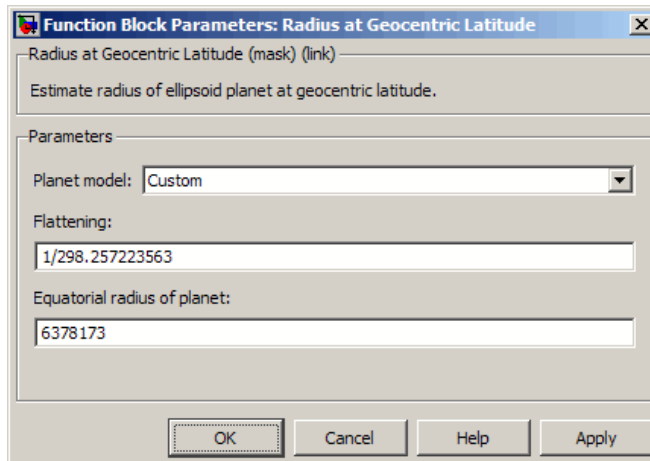 Function Block Parameters: Radius at Geocentric Latitude
Radius at Geocentric Latitude (mask) (link)
Estimate radius of ellipsoid planet at geocentric latitude.
Parameters
Planet model: Custom
Flattening:
1/298.257223563
Equatorial radius of planet:
6378173
OK Cancel Help Apply